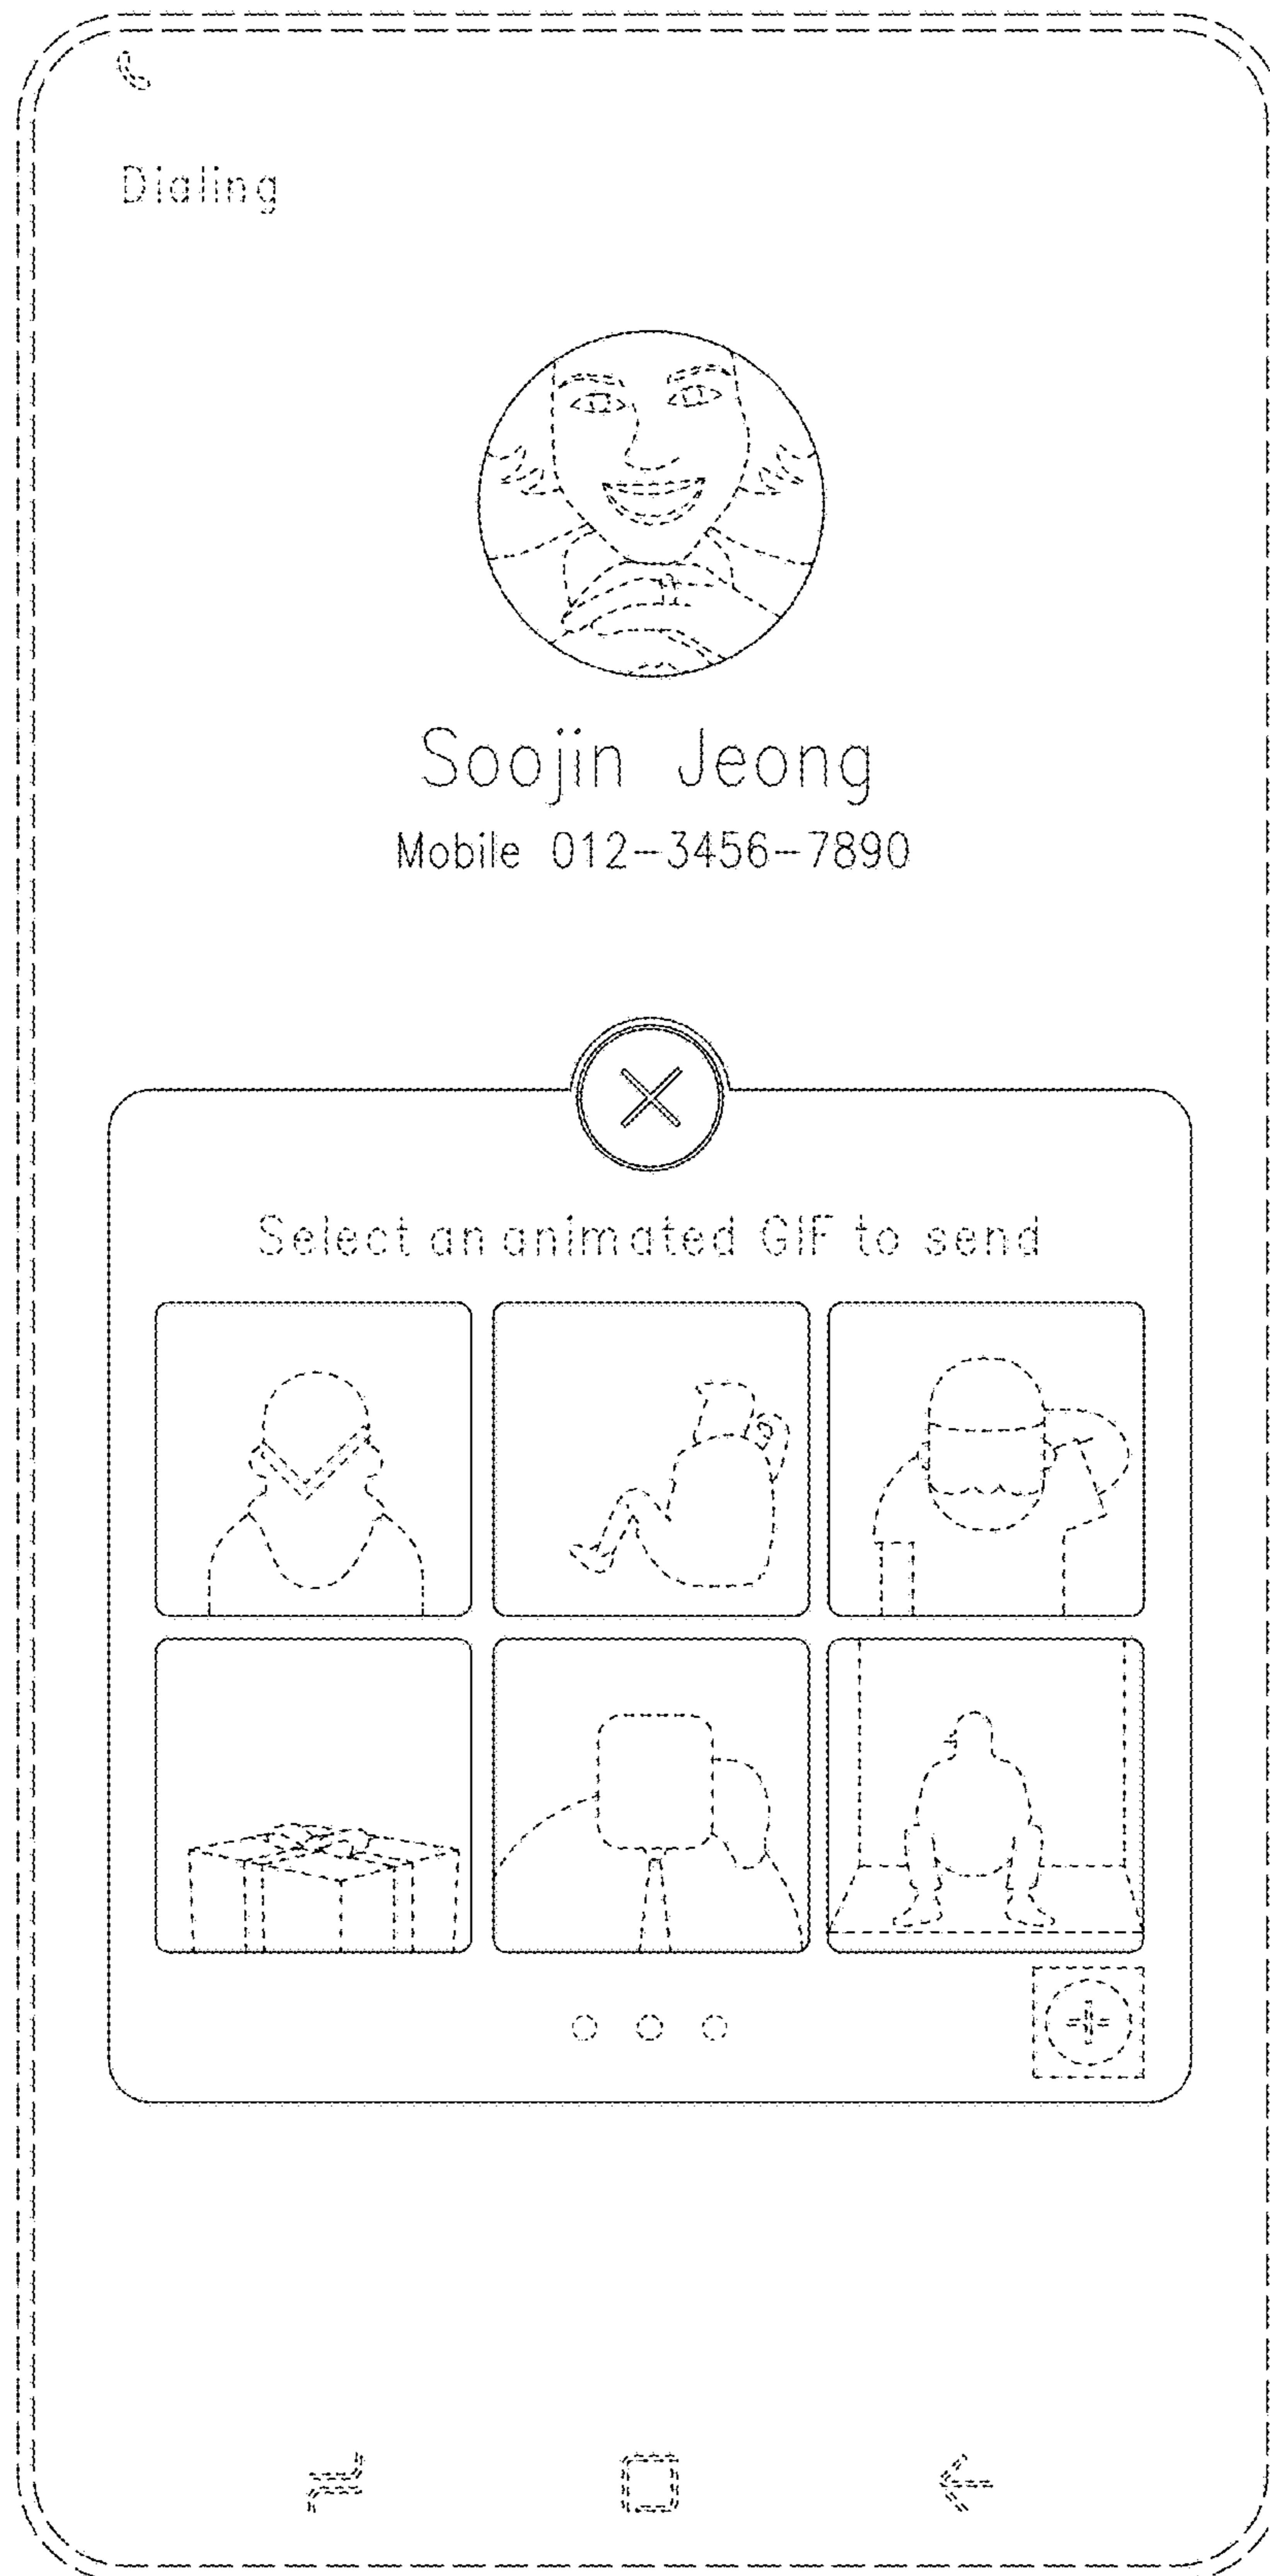 Dialing
Soojin Jeong
Mobile 012-3456-7890
Select an animated GIF to send